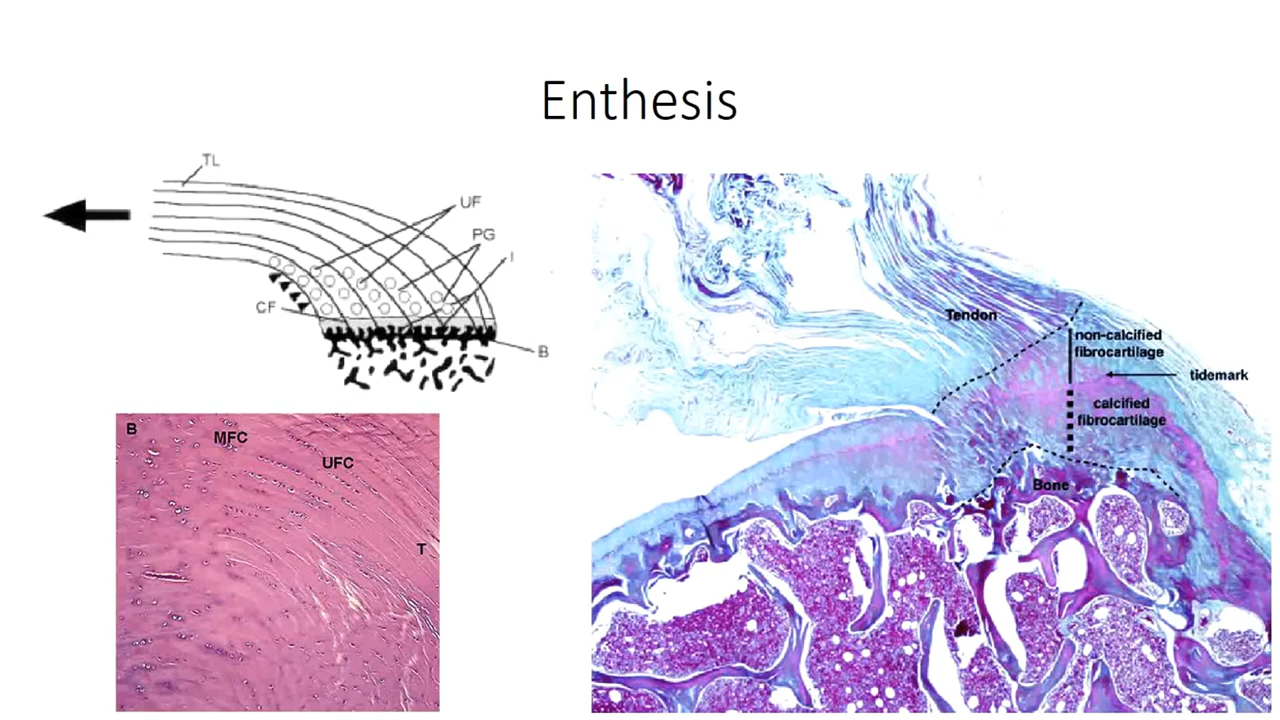 Enthesis
TL
UF
PG
I
CF
B
B
MFC
UFC
T
Tendon
non-calcified
fibrocartilage
tidemark
calcified
fibrocartilage
Bone